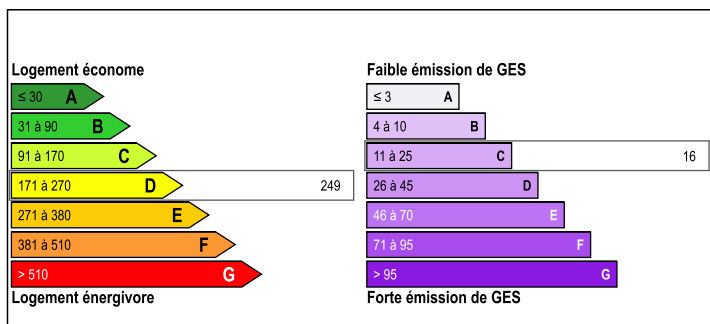 Logement économe
≤ 30 A
31 à 90 B
91 à 170 C
171 à 270 D 249
271 à 380 E
381 à 510 F
> 510 G
Logement énergivore
Faible émission de GES
≤ 3 A
4 à 10 B
11 à 25 C 16
26 à 45 D
46 à 70 E
71 à 95 F
> 95 G
Forte émission de GES